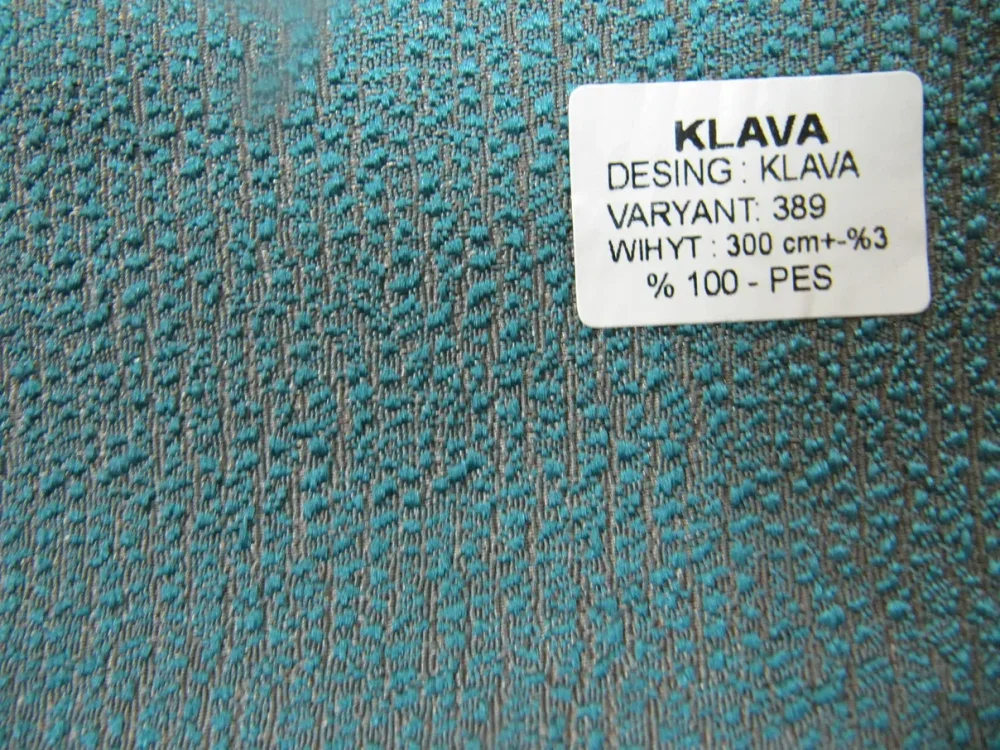 KLAVA
DESING : KLAVA
VARYANT: 389
WIHYT : 300 cm+-%3
% 100 - PES